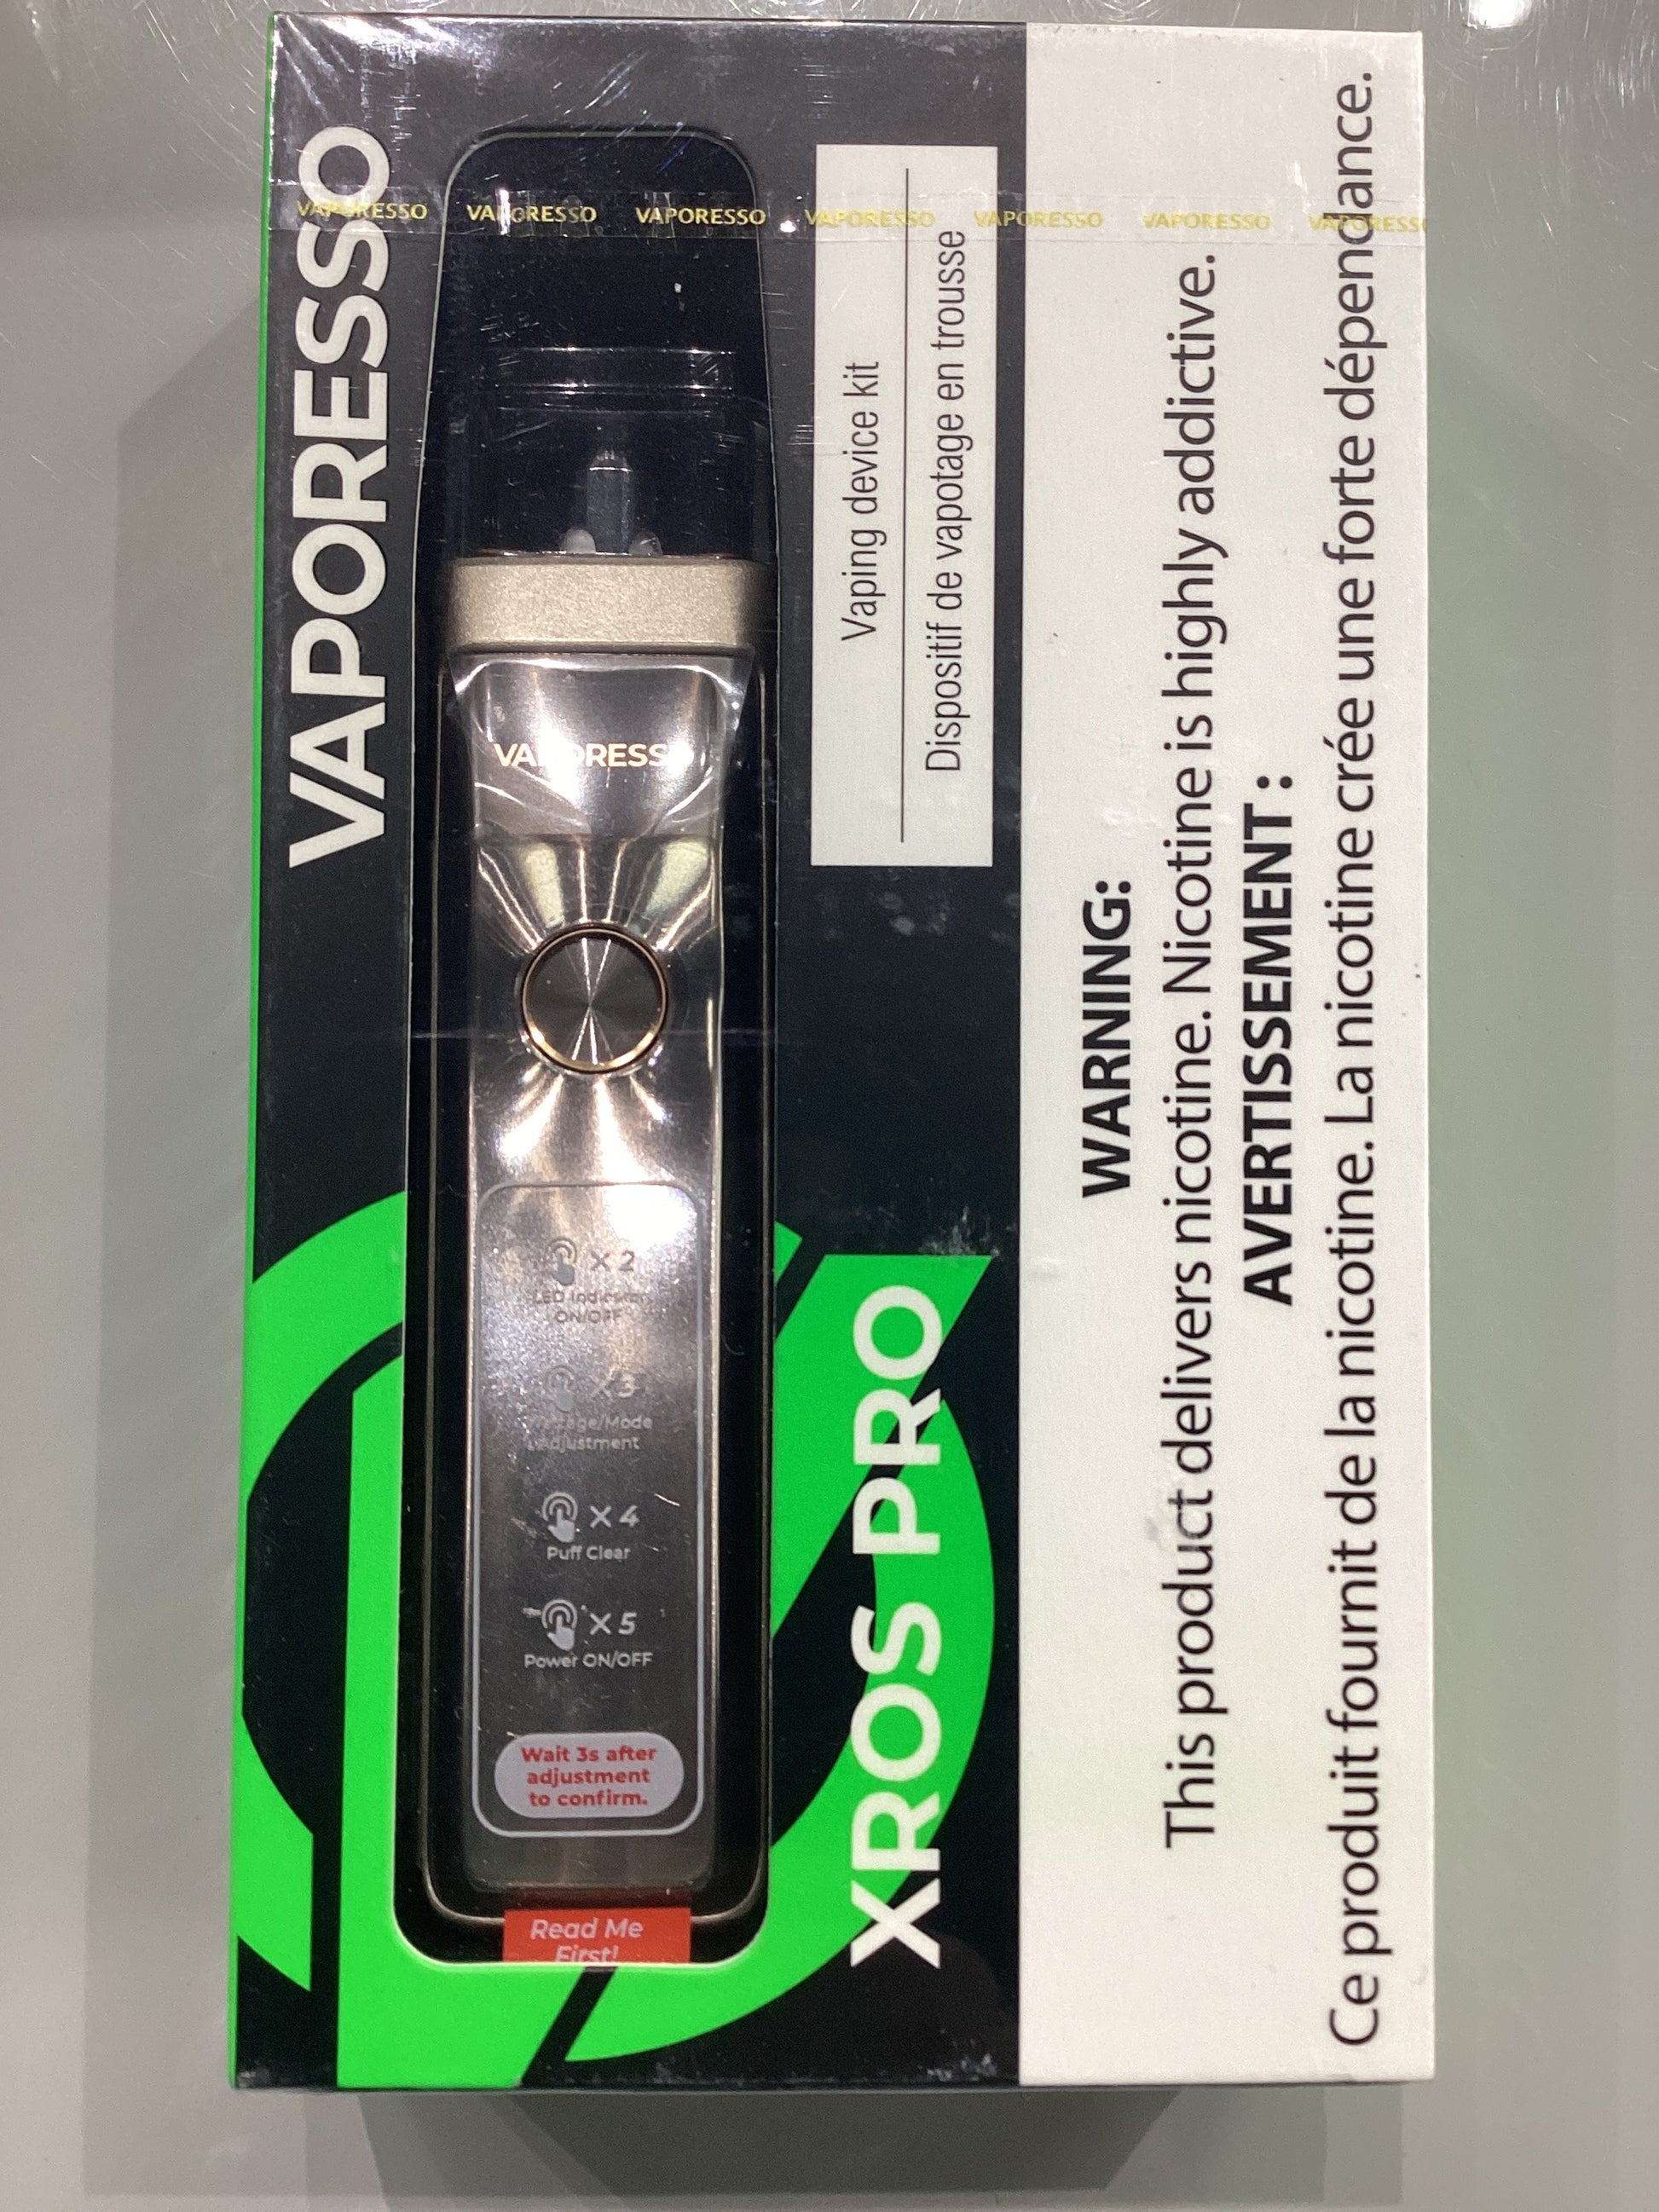 VAPORESSO
VAPORESSO VAPORESSO VAPORESSO VAPORESSO VAPORESSO VAPORESSO VAPORESSO
VAPORESSO
X 2
LED Indicator
ON/OFF
X 3
Adjustment
X 4
Puff Clear
X 5
Power ON/OFF
Wait 3s after
adjustment
to confirm.
Read Me
First!
Vaping device kit
Dispositif de vapotage en trousse
XROS PRO
WARNING:
This product delivers nicotine. Nicotine is highly addictive.
AVERTISSEMENT :
Ce produit fournit de la nicotine. La nicotine crée une forte dépendance.